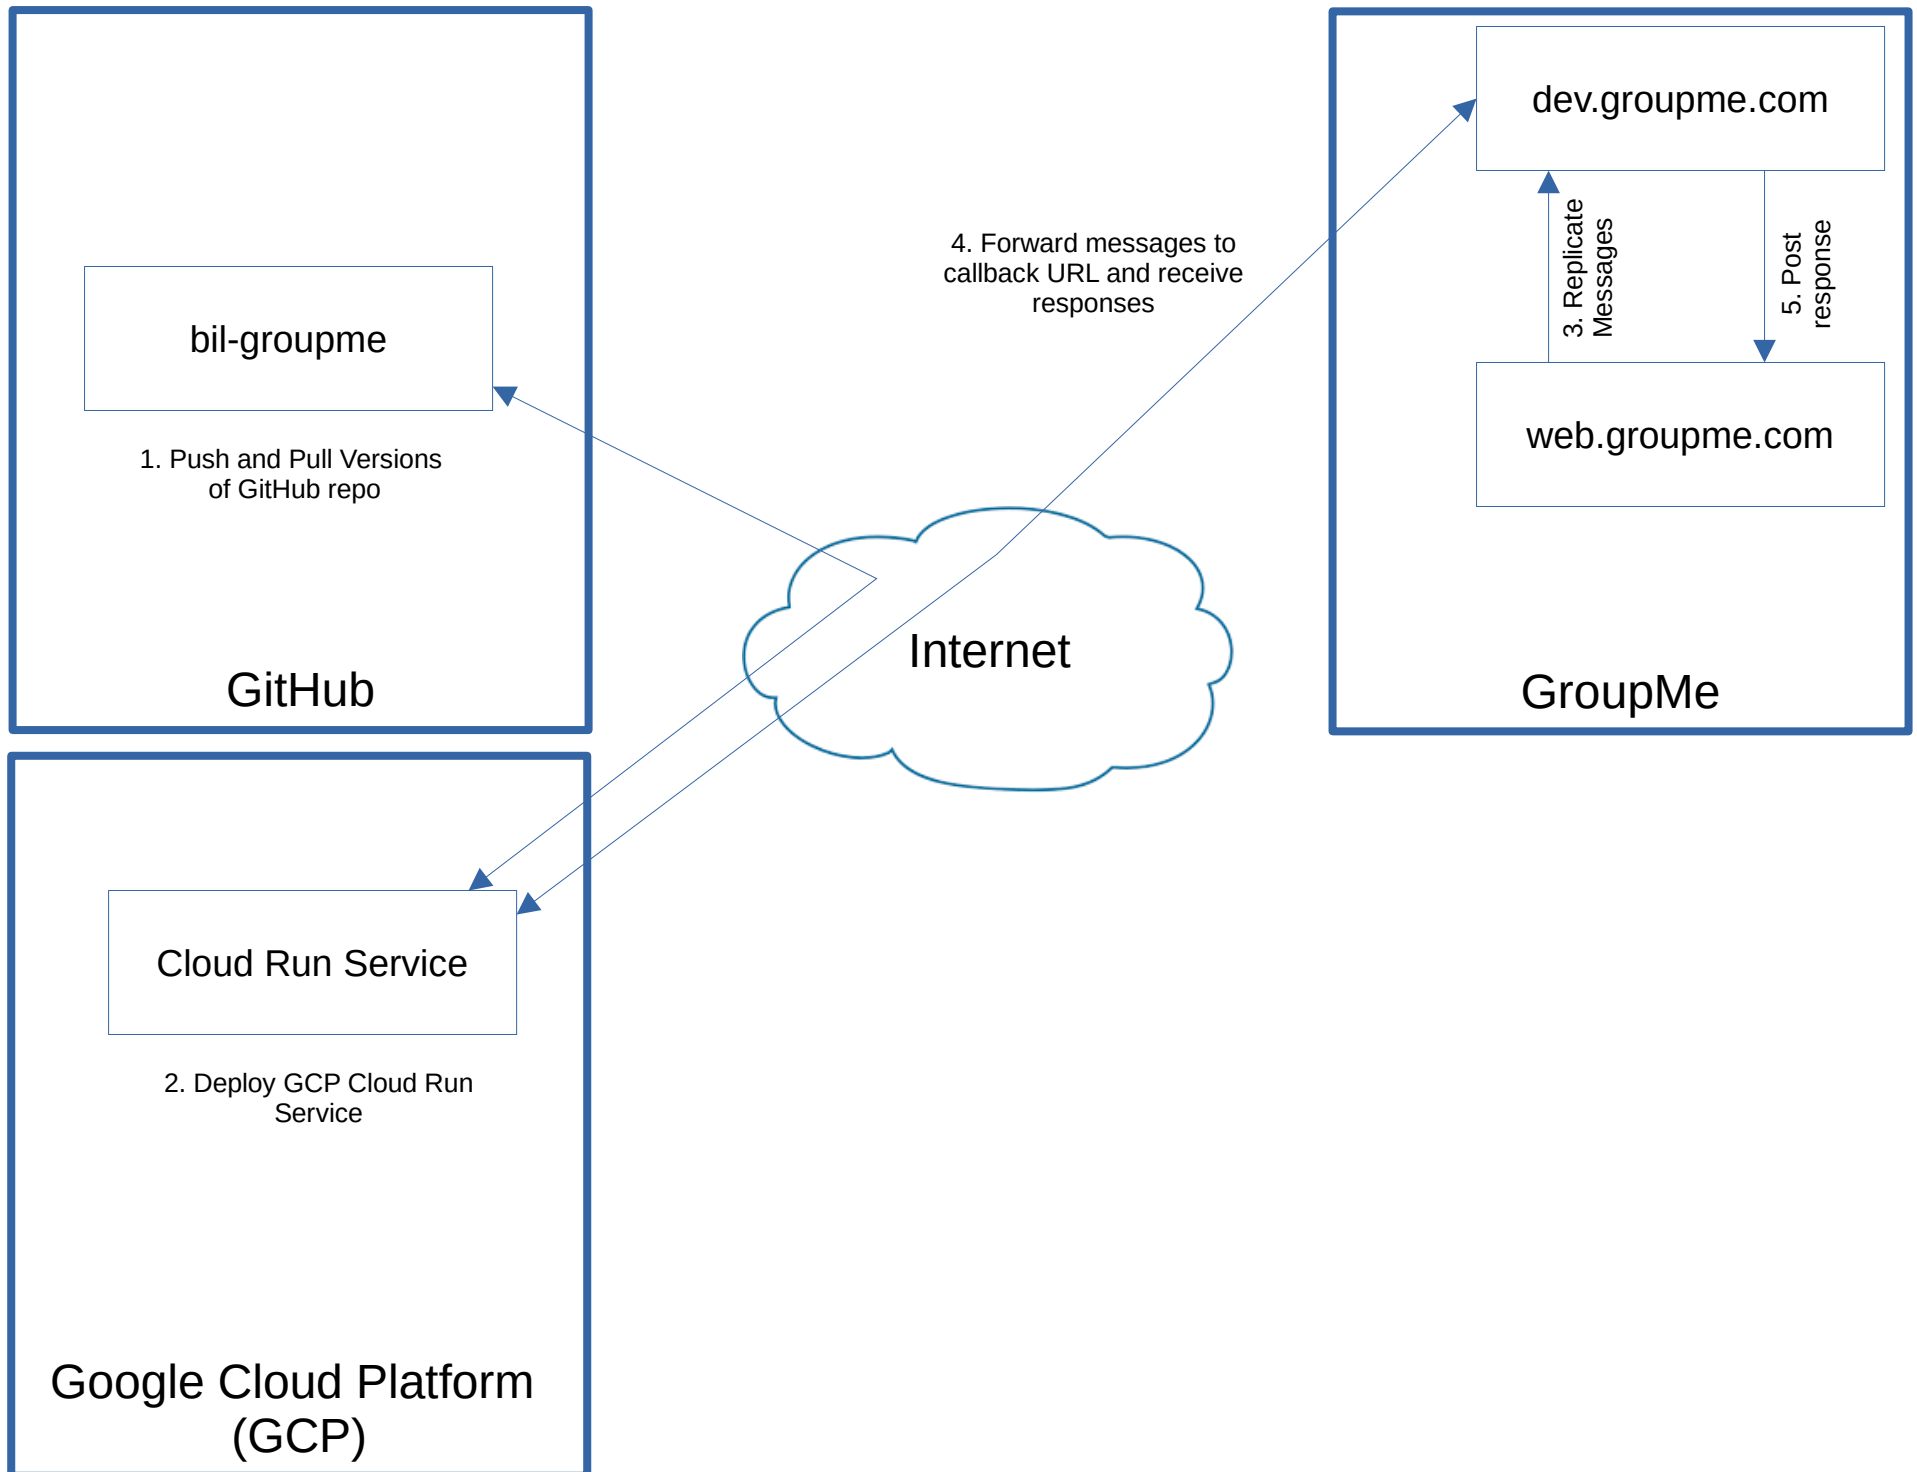 bil-groupme
1. Push and Pull Versions
of GitHub repo
GitHub
4. Forward messages to
callback URL and receive
responses
Internet
dev.groupme.com
3. Replicate
Messages
5. Post
response
web.groupme.com
GroupMe
Cloud Run Service
2. Deploy GCP Cloud Run
Service
Google Cloud Platform
(GCP)